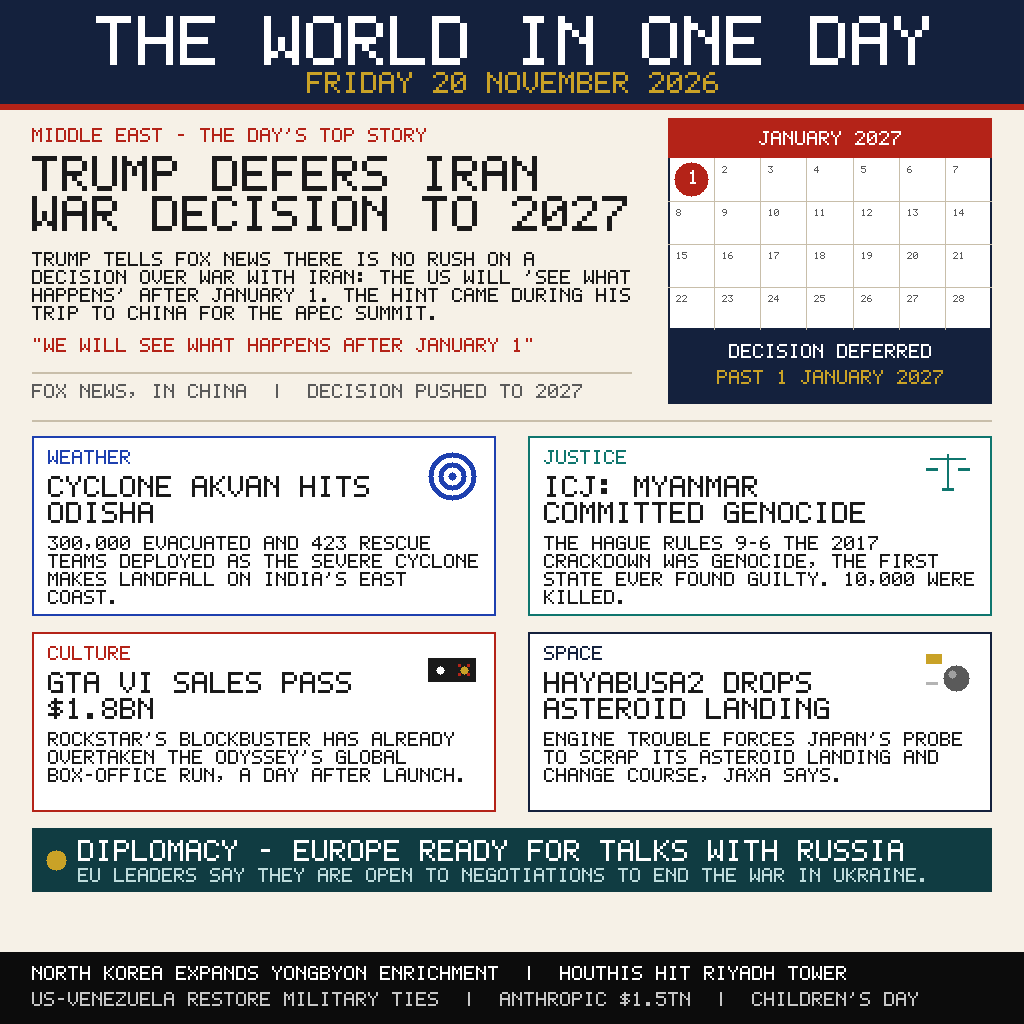 THE WORLD IN ONE DAY
FRIDAY 20 NOVEMBER 2026
MIDDLE EAST - THE DAY'S TOP STORY
TRUMP DEFERS IRAN
WAR DECISION TO 2027
TRUMP TELLS FOX NEWS THERE IS NO RUSH ON A
DECISION OVER WAR WITH IRAN: THE US WILL 'SEE WHAT
HAPPENS' AFTER JANUARY 1. THE HINT CAME DURING HIS
TRIP TO CHINA FOR THE APEC SUMMIT.
"WE WILL SEE WHAT HAPPENS AFTER JANUARY 1"
FOX NEWS, IN CHINA | DECISION PUSHED TO 2027
JANUARY 2027
1 2 3 4 5 6 7
8 9 10 11 12 13 14
15 16 17 18 19 20 21
22 23 24 25 26 27 28
DECISION DEFERRED
PAST 1 JANUARY 2027
WEATHER
CYCLONE AKVAN HITS
ODISHA
300,000 EVACUATED AND 423 RESCUE
TEAMS DEPLOYED AS THE SEVERE CYCLONE
MAKES LANDFALL ON INDIA'S EAST
COAST.
JUSTICE
ICJ: MYANMAR
COMMITTED GENOCIDE
THE HAGUE RULES 9-6 THE 2017
CRACKDOWN WAS GENOCIDE, THE FIRST
STATE EVER FOUND GUILTY. 10,000 WERE
KILLED.
CULTURE
GTA VI SALES PASS
$1.8BN
ROCKSTAR'S BLOCKBUSTER HAS ALREADY
OVERTAKEN THE ODYSSEY'S GLOBAL
BOX-OFFICE RUN, A DAY AFTER LAUNCH.
SPACE
HAYABUSA2 DROPS
ASTEROID LANDING
ENGINE TROUBLE FORCES JAPAN'S PROBE
TO SCRAP ITS ASTEROID LANDING AND
CHANGE COURSE, JAXA SAYS.
DIPLOMACY - EUROPE READY FOR TALKS WITH RUSSIA
EU LEADERS SAY THEY ARE OPEN TO NEGOTIATIONS TO END THE WAR IN UKRAINE.
NORTH KOREA EXPANDS YONGBYON ENRICHMENT | HOUTHIS HIT RIYADH TOWER
US-VENEZUELA RESTORE MILITARY TIES | ANTHROPIC $1.5TN | CHILDREN'S DAY